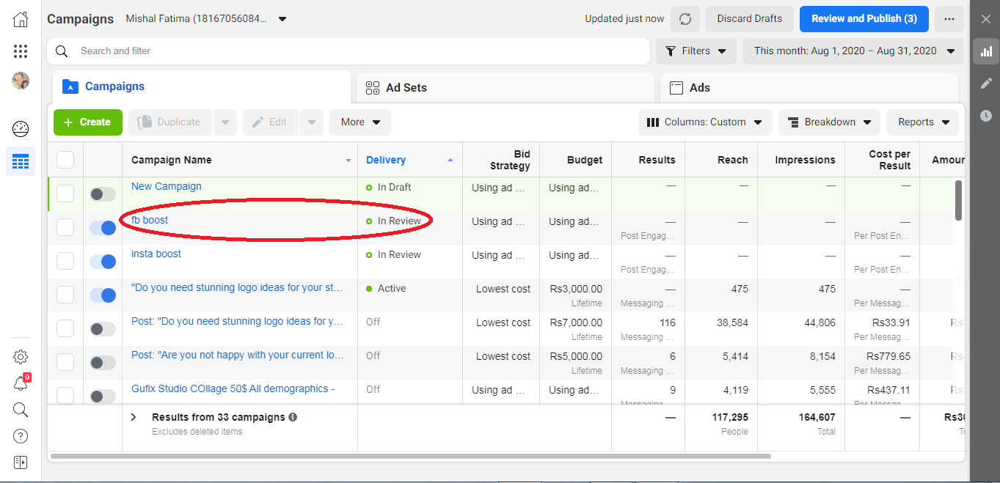 Campaigns Mishal Fatima (18167056084... Updated just now Discard Drafts Review and Publish (3)
Search and filter Filters This month: Aug 1, 2020 – Aug 31, 2020
Campaigns Ad Sets Ads
+ Create Duplicate Edit More Columns: Custom Breakdown Reports
Campaign Name Delivery Bid Strategy Budget Results Reach Impressions Cost per Result Amoun
New Campaign In Draft Using ad ... Using ad... — — — —
fb boost In Review Using ad ... Using ad... — — — —
Post Engag... Per Post En...
insta boost In Review Using ad ... Using ad... — — — —
Post Engag... Per Post En...
"Do you need stunning logo ideas for your st... Active Lowest cost Rs3,000.00 — 475 475 —
Lifetime Messaging ... Per Messag...
Post: "Do you need stunning logo ideas for y... Off Lowest cost Rs7,000.00 116 38,584 44,806 Rs33.91 Rs
Lifetime Messaging ... Per Messag...
Post: "Are you not happy with your current lo... Off Lowest cost Rs5,000.00 6 5,414 8,154 Rs779.65 Rs
Lifetime Messaging ... Per Messag...
Gufix Studio COllage 50$ All demographics - Off Using ad ... Using ad... 9 4,119 5,555 Rs437.11 Rs
Messaging Per Messag
9
Results from 33 campaigns — 117,295 164,607 — Rs30
Excludes deleted items People Total To